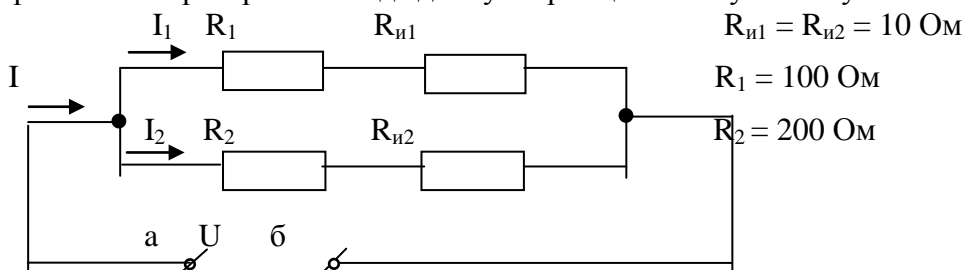 I₁ R₁ Rи1 Rи1 = Rи2 = 10 Ом
I R₁ = 100 Ом
I₂ R₂ Rи2 R₂ = 200 Ом
а U б